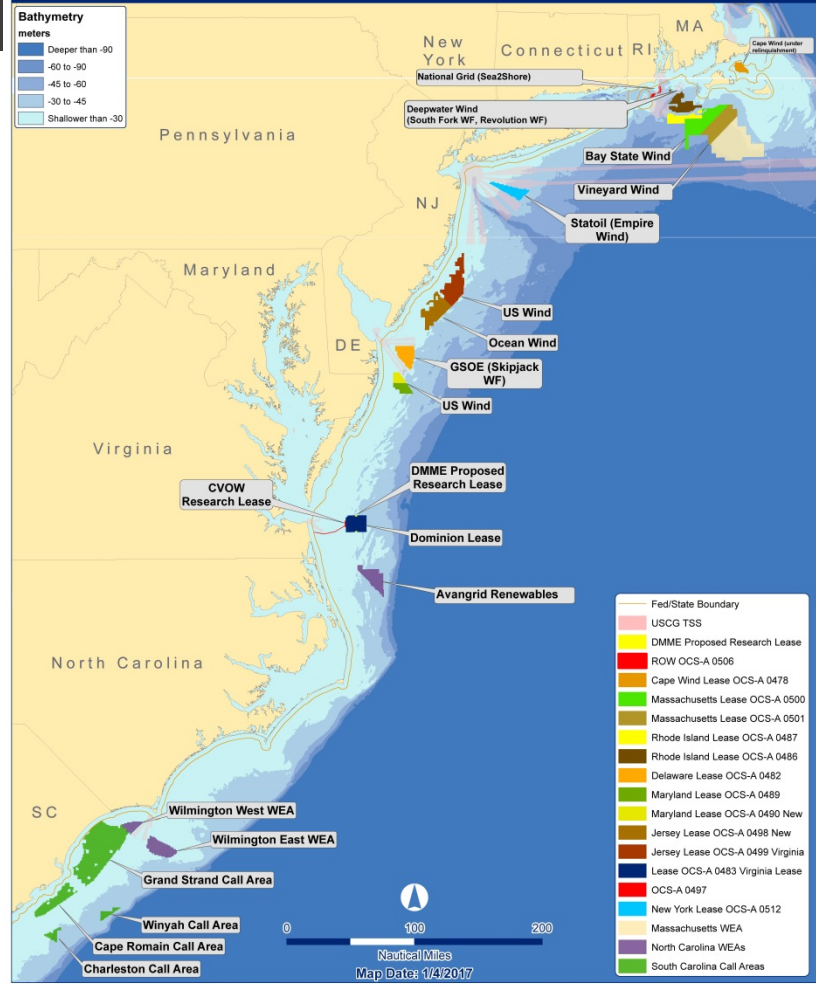 Bathymetry
meters
Deeper than -90
-60 to -90
-45 to -60
-30 to -45
Shallower than -30
New
York
Connecticut
RI
MA
Cape Wind (under
relinquishment)
National Grid (Sea2Shore)
Deepwater Wind
(South Fork WF, Revolution WF)
Pennsylvania
Bay State Wind
Vineyard Wind
NJ
Statoil (Empire
Wind)
Maryland
US Wind
Ocean Wind
DE
GSOE (Skipjack
WF)
US Wind
Virginia
DMME Proposed
Research Lease
CVOW
Research Lease
Dominion Lease
Avangrid Renewables
North Carolina
SC
Wilmington West WEA
Wilmington East WEA
Grand Strand Call Area
Winyah Call Area
Cape Romain Call Area
Charleston Call Area
0 100 200
Nautical Miles
Map Date: 1/4/2017
Fed/State Boundary
USCG TSS
DMME Proposed Research Lease
ROW OCS-A 0506
Cape Wind Lease OCS-A 0478
Massachusetts Lease OCS-A 0500
Massachusetts Lease OCS-A 0501
Rhode Island Lease OCS-A 0487
Rhode Island Lease OCS-A 0486
Delaware Lease OCS-A 0482
Maryland Lease OCS-A 0489
Maryland Lease OCS-A 0490 New
Jersey Lease OCS-A 0498 New
Jersey Lease OCS-A 0499 Virginia
Lease OCS-A 0483 Virginia Lease
OCS-A 0497
New York Lease OCS-A 0512
Massachusetts WEA
North Carolina WEAs
South Carolina Call Areas